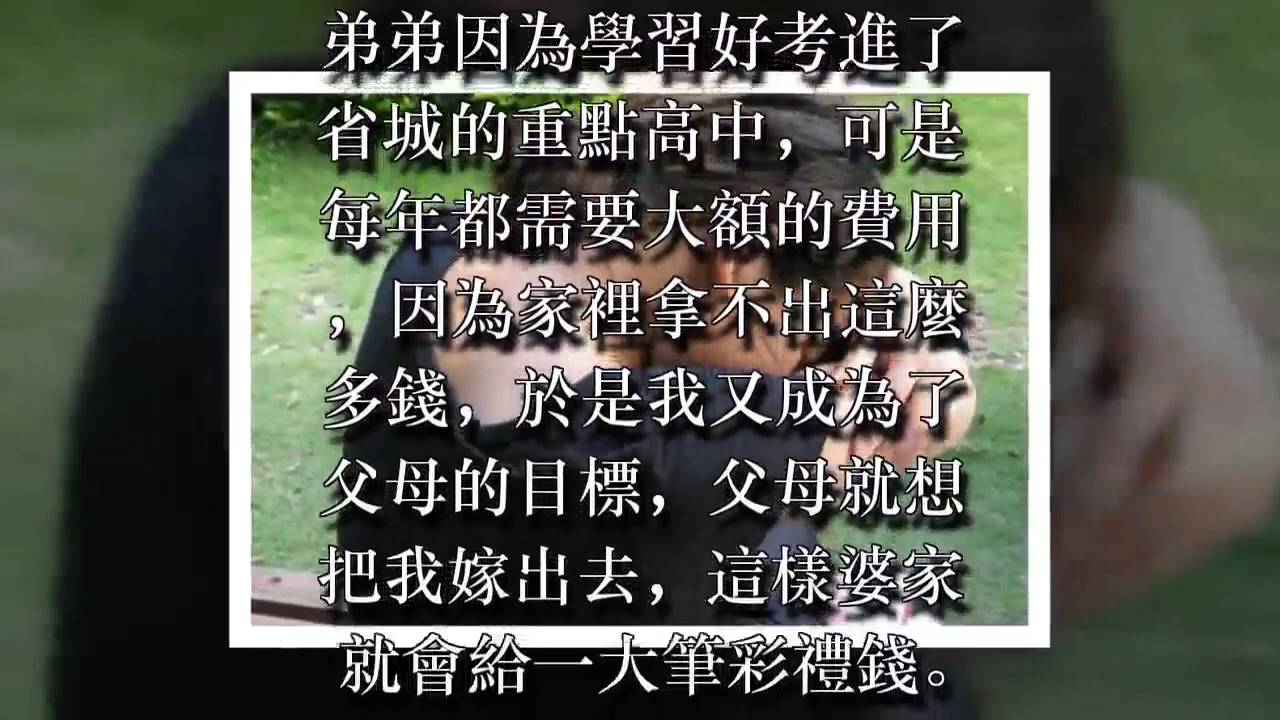 弟弟因為學習好考進了
省城的重點高中，可是
每年都需要大額的費用
，因為家裡拿不出這麼
多錢，於是我又成為了
父母的目標，父母就想
把我嫁出去，這樣婆家
就會給一大筆彩禮錢。